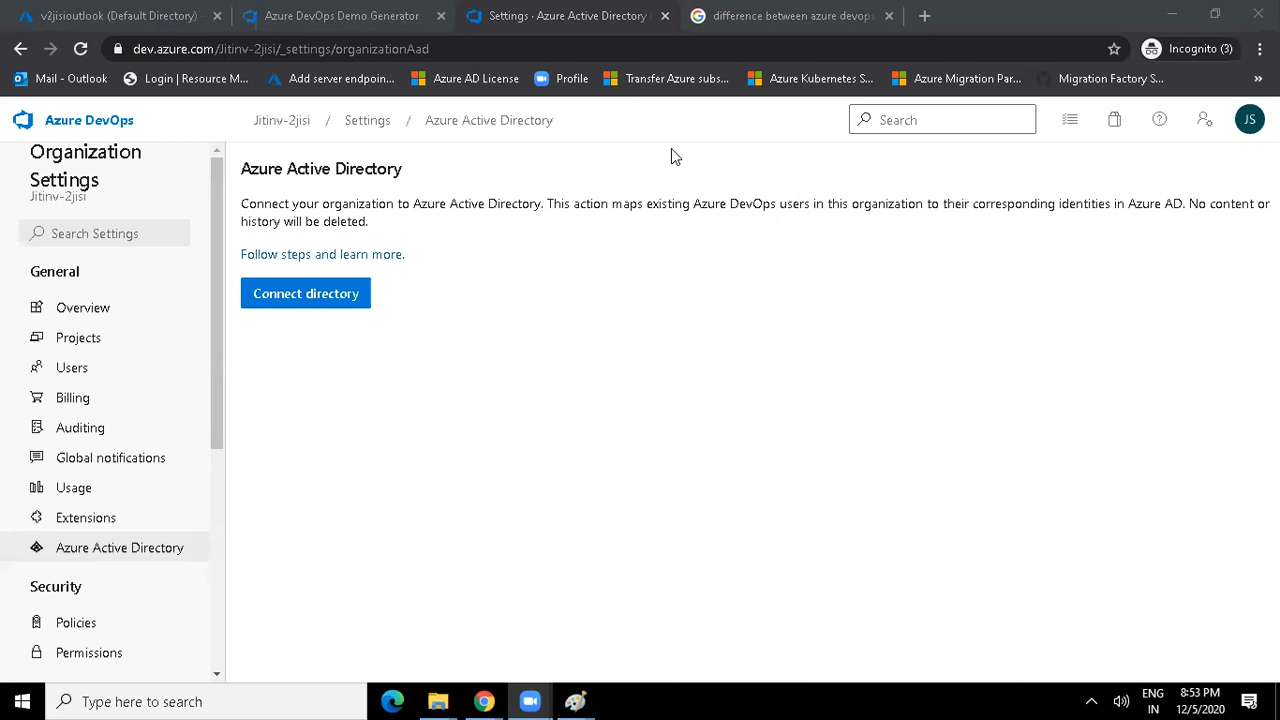 v2jisioutlook (Default Directory) -
Azure DevOps Demo Generator
Settings · Azure Active Directory
difference between azure devops
dev.azure.com/Jitinv-2jisi/_settings/organizationAad
Incognito (3)
Mail - Outlook
Login | Resource M...
Add server endpoin...
Azure AD License
Profile
Transfer Azure subs...
Azure Kubernetes S...
Azure Migration Par...
Migration Factory S...
»
Azure DevOps
Jitinv-2jisi / Settings / Azure Active Directory
Search
JS
Organization
Settings
Jitinv-2jisi
Search Settings
General
Overview
Projects
Users
Billing
Auditing
Global notifications
Usage
Extensions
Azure Active Directory
Security
Policies
Permissions
Azure Active Directory
Connect your organization to Azure Active Directory. This action maps existing Azure DevOps users in this organization to their corresponding identities in Azure AD. No content or
history will be deleted.
Follow steps and learn more.
Connect directory
Type here to search
ENG
IN
8:53 PM
12/5/2020